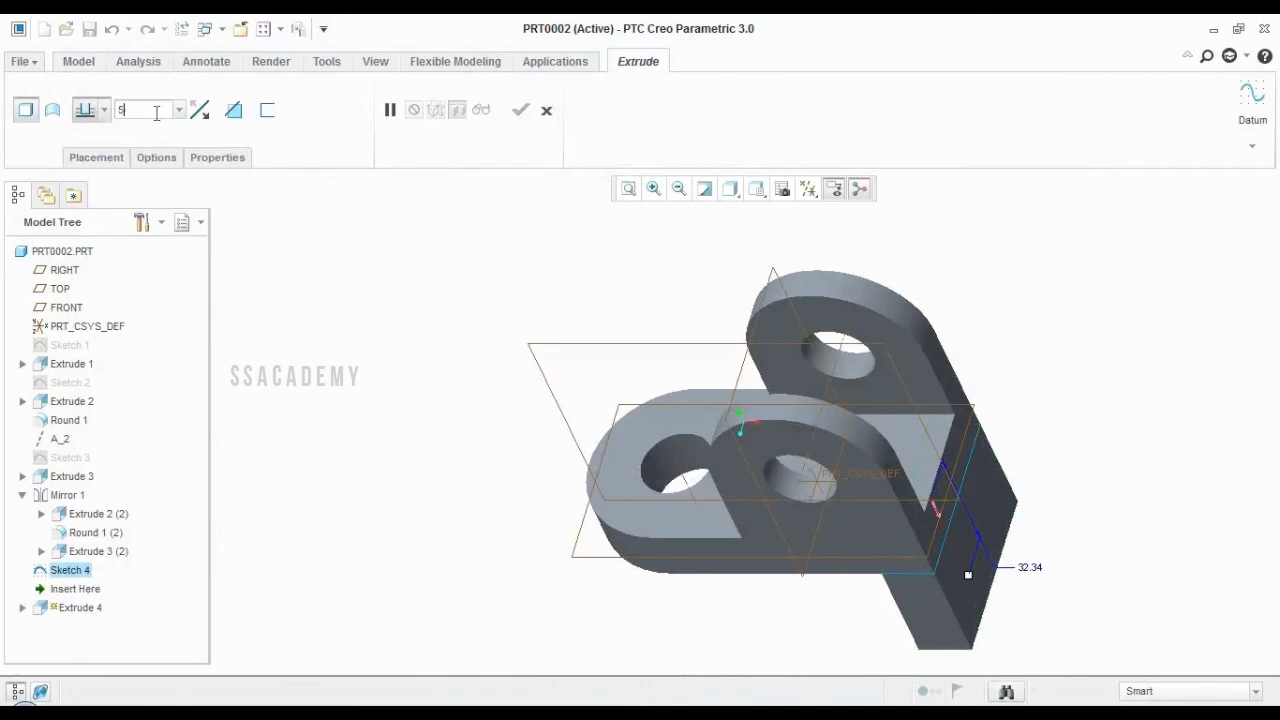 PRT0002 (Active) - PTC Creo Parametric 3.0
File Model Analysis Annotate Render Tools View Flexible Modeling Applications Extrude
5
Datum
Placement Options Properties
Model Tree
PRT0002.PRT
RIGHT
TOP
FRONT
PRT_CSYS_DEF
Sketch 1
Extrude 1
Sketch 2
Extrude 2
Round 1
A_2
Sketch 3
Extrude 3
Mirror 1
Extrude 2 (2)
Round 1 (2)
Extrude 3 (2)
Sketch 4
Insert Here
Extrude 4
SSACADEMY
PRT_CSYS_DEF
32.34
Smart